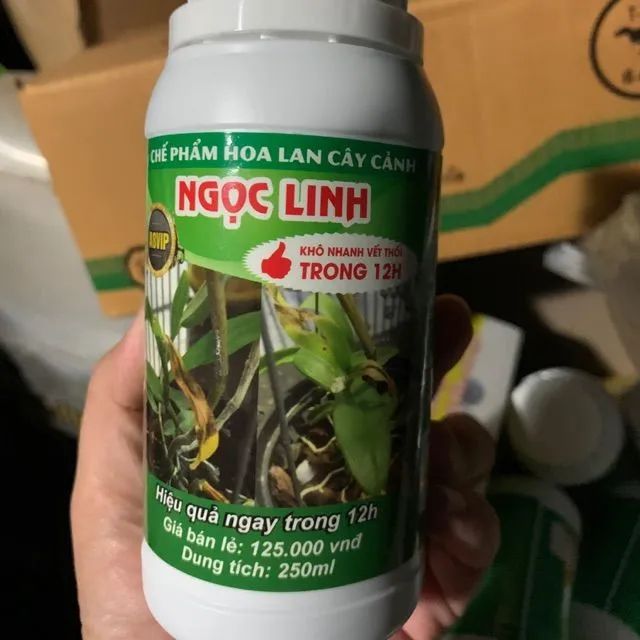 CHẾ PHẨM HOA LAN CÂY CẢNH
NGỌC LINH
ABVIP
KHÔ NHANH VẾT THỐI
TRONG 12H
Hiệu quả ngay trong 12h
Giá bán lẻ: 125.000 vnđ
Dung tích: 250ml